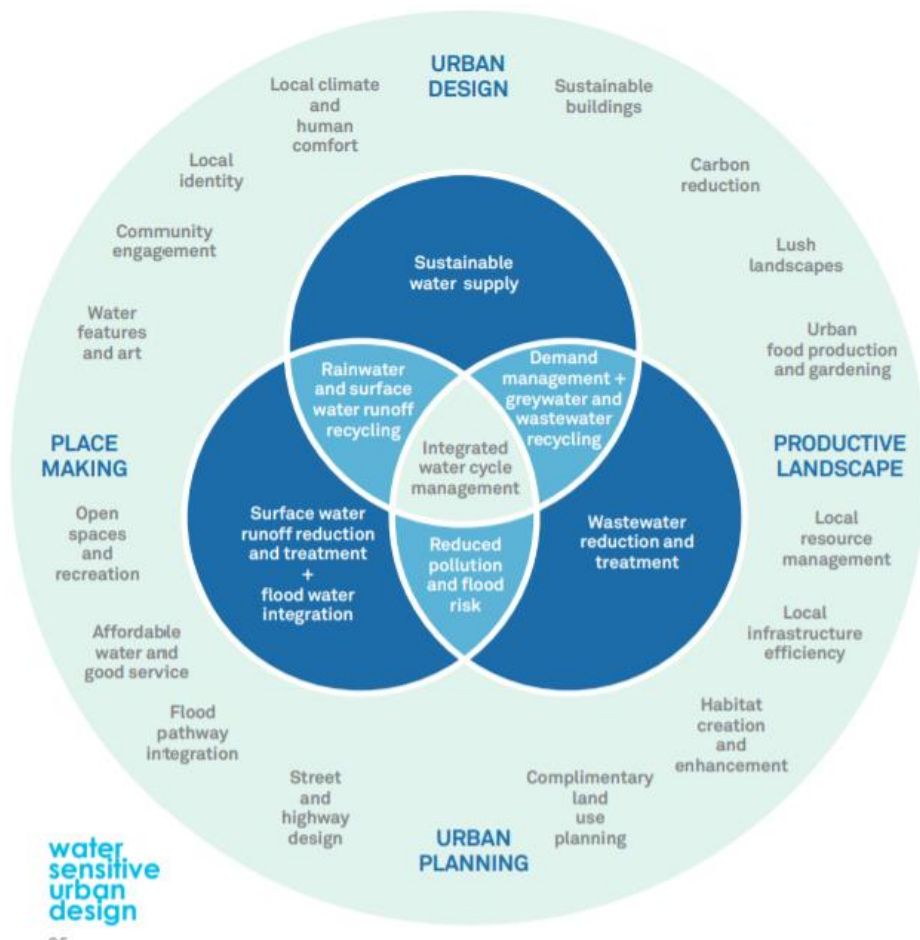 URBAN
DESIGN
Local climate
and
human
comfort
Sustainable
buildings
Local
identity
Carbon
reduction
Community
engagement
Lush
landscapes
Water
features
and art
Urban
food production
and gardening
Sustainable
water supply
Rainwater
and surface
water runoff
recycling
Demand
management +
greywater and
wastewater
recycling
Integrated
water cycle
management
PLACE
MAKING
PRODUCTIVE
LANDSCAPE
Surface water
runoff reduction
and treatment
+
flood water
integration
Reduced
pollution
and flood
risk
Wastewater
reduction and
treatment
Open
spaces
and
recreation
Local
resource
management
Affordable
water and
good service
Local
infrastructure
efficiency
Flood
pathway
integration
Habitat
creation
and
enhancement
Street
and
highway
design
Complimentary
land
use
planning
URBAN
PLANNING
water
sensitive
urban
design